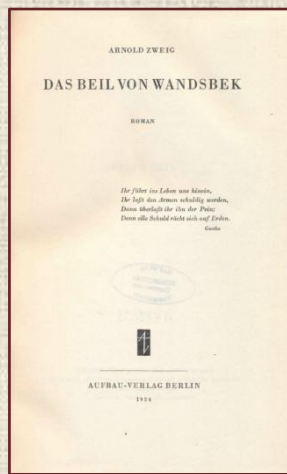 ARNOLD ZWEIG
DAS BEIL VON WANDSBEK
ROMAN
Ihr führt ins Leben uns hinein,
Ihr laßt den Armen schuldig werden,
Dann überlaßt ihr ihn der Pein;
Denn alle Schuld rächt sich auf Erden.
Goethe
AUFBAU-VERLAG BERLIN